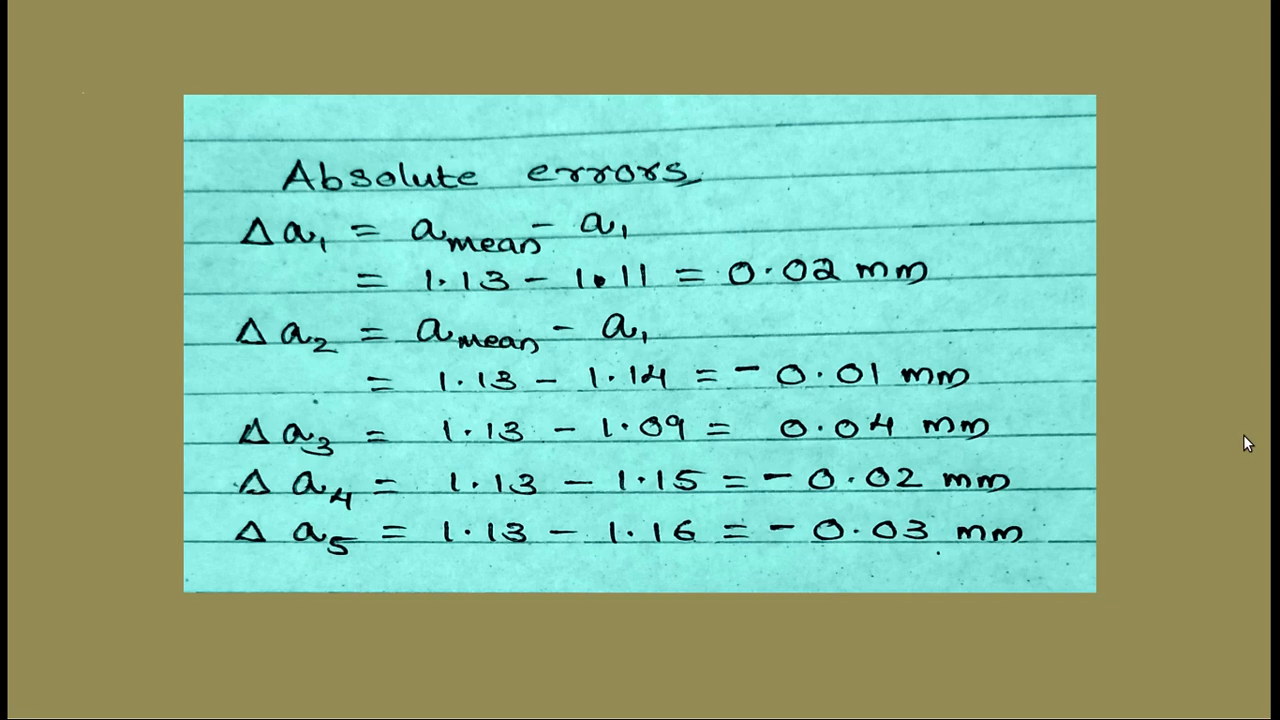 Absolute errors
Δa₁ = a_mean - a₁
= 1.13 - 1.11 = 0.02 mm
Δa₂ = a_mean - a₁
= 1.13 - 1.14 = - 0.01 mm
Δa₃ = 1.13 - 1.09 = 0.04 mm
Δa₄ = 1.13 - 1.15 = - 0.02 mm
Δa₅ = 1.13 - 1.16 = - 0.03 mm